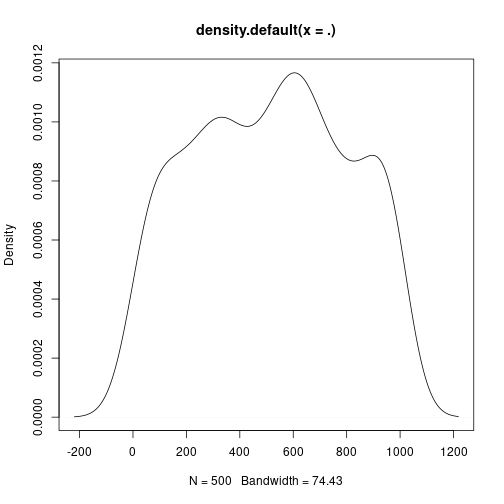 density.default(x = .)
Density
0.0000 0.0002 0.0004 0.0006 0.0008 0.0010 0.0012
-200 0 200 400 600 800 1000 1200
N = 500 Bandwidth = 74.43